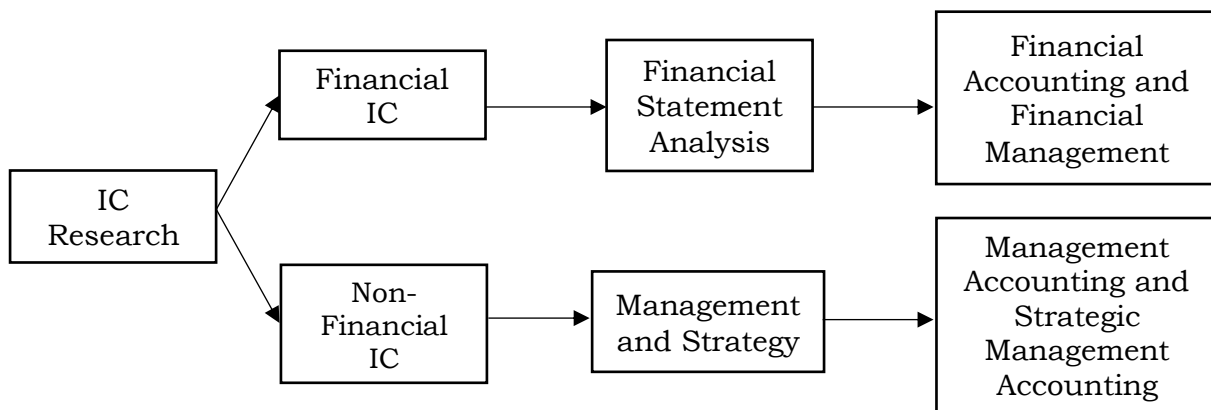 IC
Research
Financial
IC
Financial
Statement
Analysis
Financial
Accounting and
Financial
Management
Non-
Financial
IC
Management
and Strategy
Management
Accounting and
Strategic
Management
Accounting